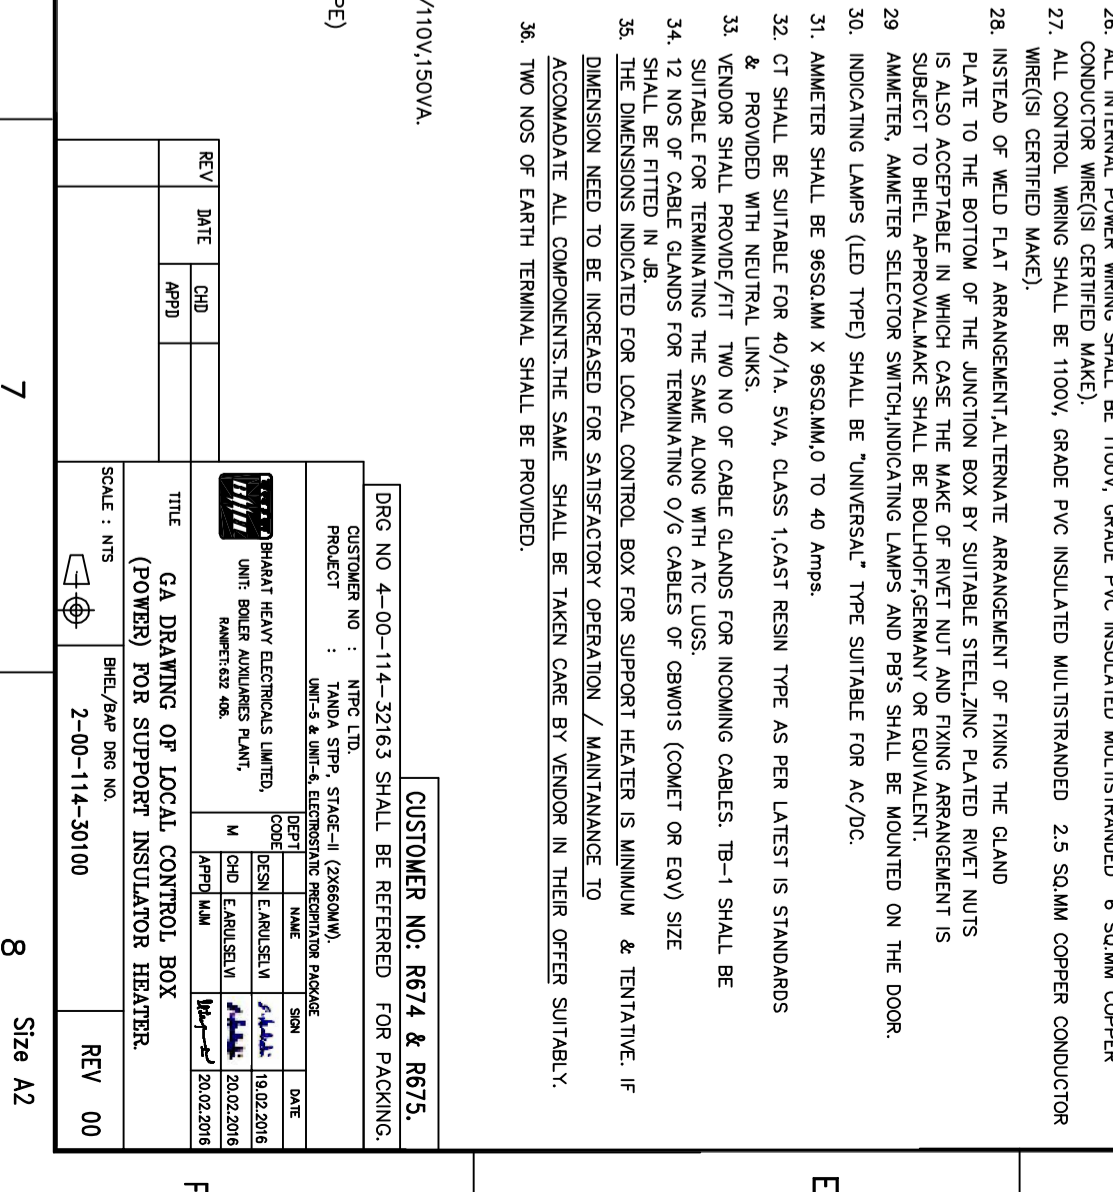 26. ALL INTERNAL POWER WIRING SHALL BE 1100V, GRADE PVC INSULATED MULTISTRANDED 6 SQ.MM COPPER
CONDUCTOR WIRE(ISI CERTIFIED MAKE).
27. ALL CONTROL WIRING SHALL BE 1100V, GRADE PVC INSULATED MULTISTRANDED 2.5 SQ.MM COPPER CONDUCTOR
WIRE(ISI CERTIFIED MAKE).
28. INSTEAD OF WELD FLAT ARRANGEMENT,ALTERNATE ARRANGEMENT OF FIXING THE GLAND
PLATE TO THE BOTTOM OF THE JUNCTION BOX BY SUITABLE STEEL,ZINC PLATED RIVET NUTS
IS ALSO ACCEPTABLE IN WHICH CASE THE MAKE OF RIVET NUT AND FIXING ARRANGEMENT IS
SUBJECT TO BHEL APPROVAL.MAKE SHALL BE BOLLHOFF,GERMANY OR EQUIVALENT.
29 AMMETER, AMMETER SELECTOR SWITCH,INDICATING LAMPS AND PB'S SHALL BE MOUNTED ON THE DOOR.
30. INDICATING LAMPS (LED TYPE) SHALL BE "UNIVERSAL" TYPE SUITABLE FOR AC/DC.
31. AMMETER SHALL BE 96SQ.MM X 96SQ.MM,0 TO 40 Amps.
32. CT SHALL BE SUITABLE FOR 40/1A. 5VA, CLASS 1,CAST RESIN TYPE AS PER LATEST IS STANDARDS
& PROVIDED WITH NEUTRAL LINKS.
33. VENDOR SHALL PROVIDE/FIT TWO NO OF CABLE GLANDS FOR INCOMING CABLES. TB-1 SHALL BE
SUITABLE FOR TERMINATING THE SAME ALONG WITH ATC LUGS.
34. 12 NOS OF CABLE GLANDS FOR TERMINATING O/G CABLES OF CBW01S (COMET OR EQV) SIZE
SHALL BE FITTED IN JB.
35. THE DIMENSIONS INDICATED FOR LOCAL CONTROL BOX FOR SUPPORT HEATER IS MINIMUM & TENTATIVE. IF
DIMENSION NEED TO BE INCREASED FOR SATISFACTORY OPERATION / MAINTANANCE TO
ACCOMADATE ALL COMPONENTS.THE SAME SHALL BE TAKEN CARE BY VENDOR IN THEIR OFFER SUITABLY.
36. TWO NOS OF EARTH TERMINAL SHALL BE PROVIDED.
/110V,150VA.
PE)
CUSTOMER NO: R674 & R675.
DRG NO 4-00-114-32163 SHALL BE REFERRED FOR PACKING.
CUSTOMER NO : NTPC LTD.
PROJECT : TANDA STPP, STAGE-II (2X660MW).
UNIT-5 & UNIT-6, ELECTROSTATIC PRECIPITATOR PACKAGE
BHARAT HEAVY ELECTRICALS LIMITED,
UNIT: BOILER AUXILIARIES PLANT,
RANIPET:632 406.
DEPT CODE NAME SIGN DATE
DESN E.ARULSELVI 19.02.2016
M CHD E.ARULSELVI 20.02.2016
APPD MJM 20.02.2016
REV DATE CHD
APPD
TITLE GA DRAWING OF LOCAL CONTROL BOX
(POWER) FOR SUPPORT INSULATOR HEATER.
SCALE : NTS
BHEL/BAP DRG NO.
2-00-114-30100
REV 00
7
8
Size A2
E
F